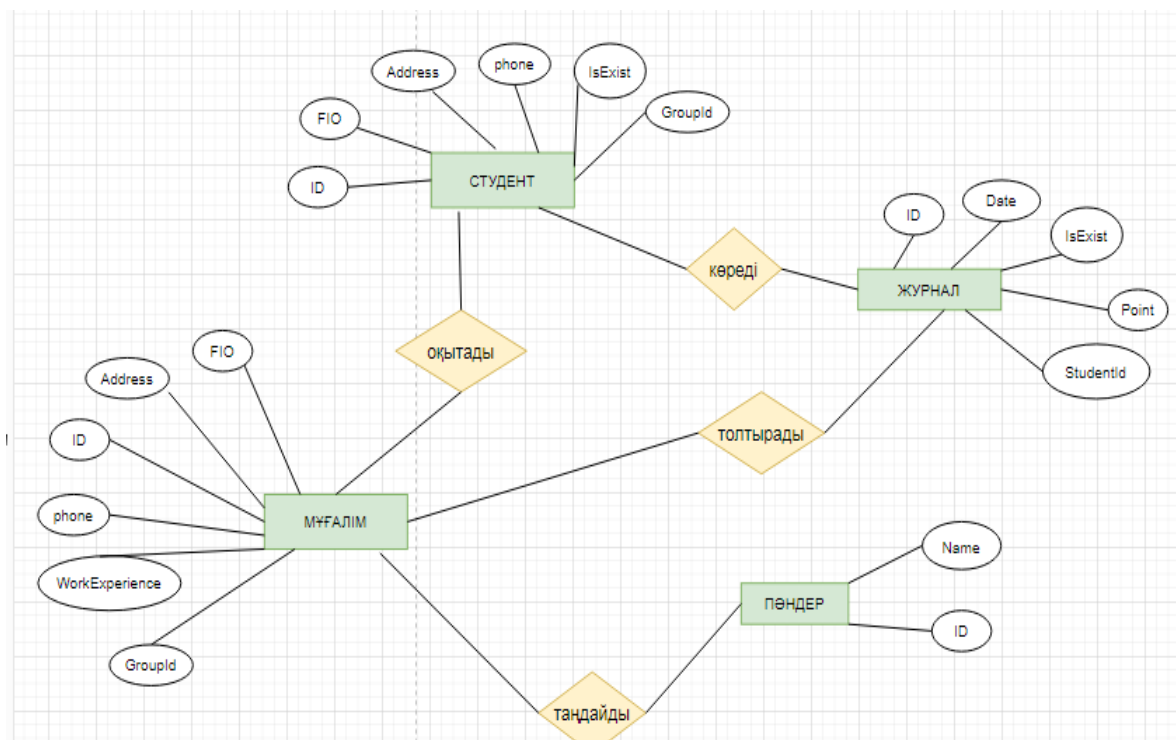 Address
phone
IsExist
GroupId
FIO
ID
СТУДЕНТ
ID
Date
IsExist
көреді
ЖУРНАЛ
Point
StudentId
оқытады
FIO
Address
ID
толтырады
phone
МҰҒАЛІМ
WorkExperience
GroupId
Name
ПӘНДЕР
ID
таңдайды